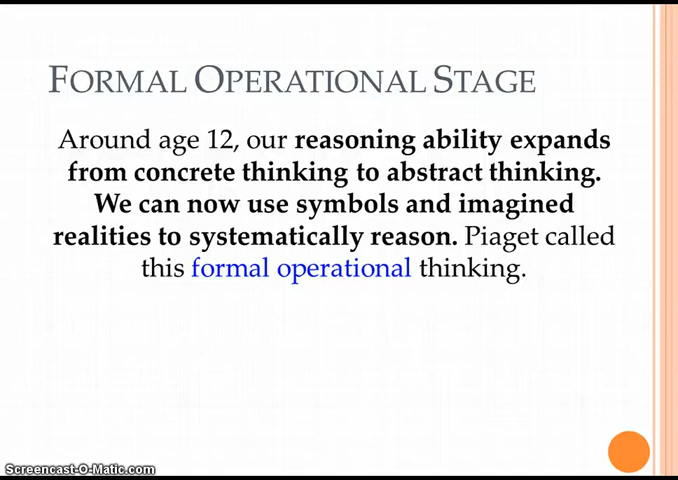 FORMAL OPERATIONAL STAGE
Around age 12, our reasoning ability expands
from concrete thinking to abstract thinking.
We can now use symbols and imagined
realities to systematically reason. Piaget called
this formal operational thinking.
Screencast-O-Matic.com